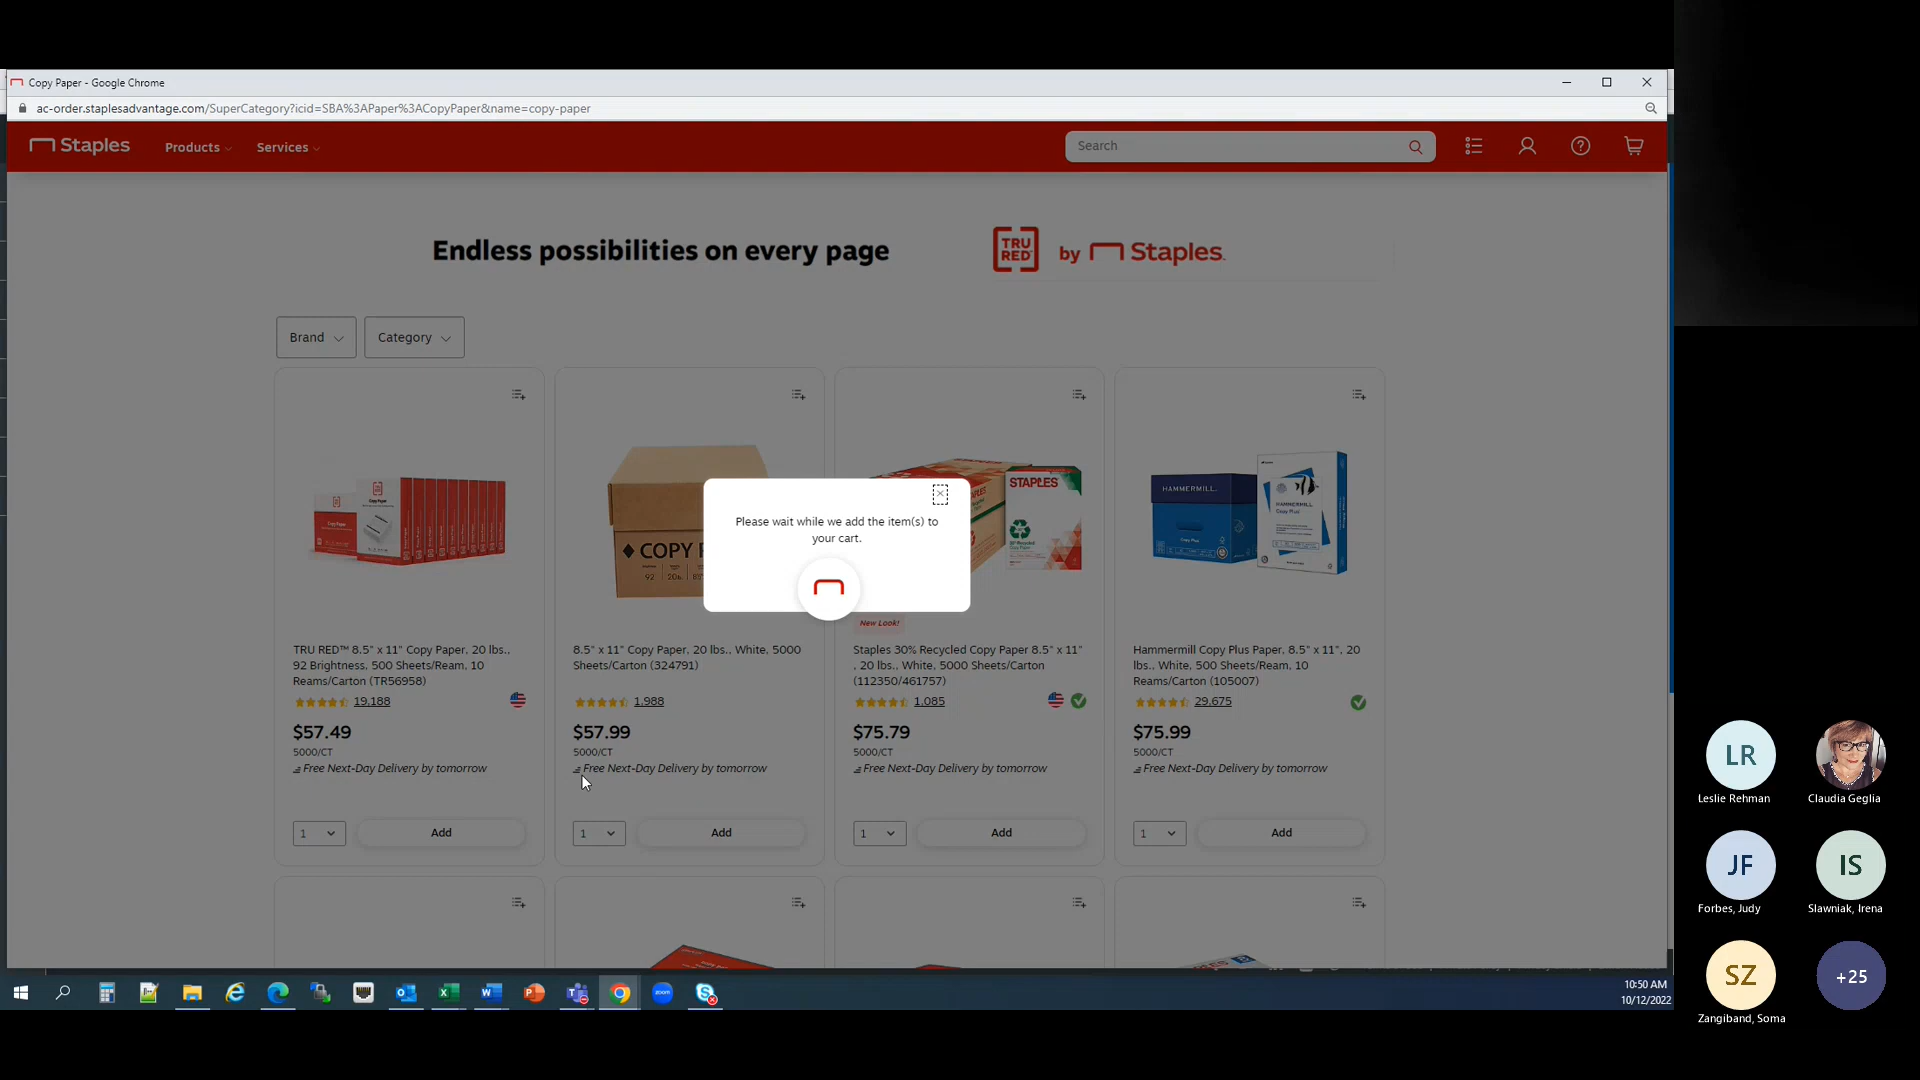 Copy Paper - Google Chrome
ac-order.staplesadvantage.com/SuperCategory?icid=SBA%3APaper%3ACopyPaper&name=copy-paper
Staples
Products
Services
Search
Endless possibilities on every page
TRU
RED™
by Staples.
Brand
Category
COPY P
92
20
STAPLES
HAMMERMILL.
HAMMERMILL
Copy Plus
Please wait while we add the item(s) to
your cart.
New Look!
TRU RED™ 8.5" x 11" Copy Paper, 20 lbs.,
92 Brightness, 500 Sheets/Ream, 10
Reams/Carton (TR56958)
19,188
$57.49
5000/CT
Free Next-Day Delivery by tomorrow
1
Add
8.5" x 11" Copy Paper, 20 lbs., White, 5000
Sheets/Carton (324791)
1,988
$57.99
5000/CT
Free Next-Day Delivery by tomorrow
1
Add
Staples 30% Recycled Copy Paper 8.5" x 11"
, 20 lbs., White, 5000 Sheets/Carton
(112350/461757)
1,085
$75.79
5000/CT
Free Next-Day Delivery by tomorrow
1
Add
Hammermill Copy Plus Paper, 8.5" x 11", 20
lbs., White, 500 Sheets/Ream, 10
Reams/Carton (105007)
29,675
$75.99
5000/CT
Free Next-Day Delivery by tomorrow
1
Add
zoom
10:50 AM
10/12/2022
LR
Leslie Rehman
Claudia Geglia
JF
Forbes, Judy
IS
Slawniak, Irena
SZ
Zangiband, Soma
+25